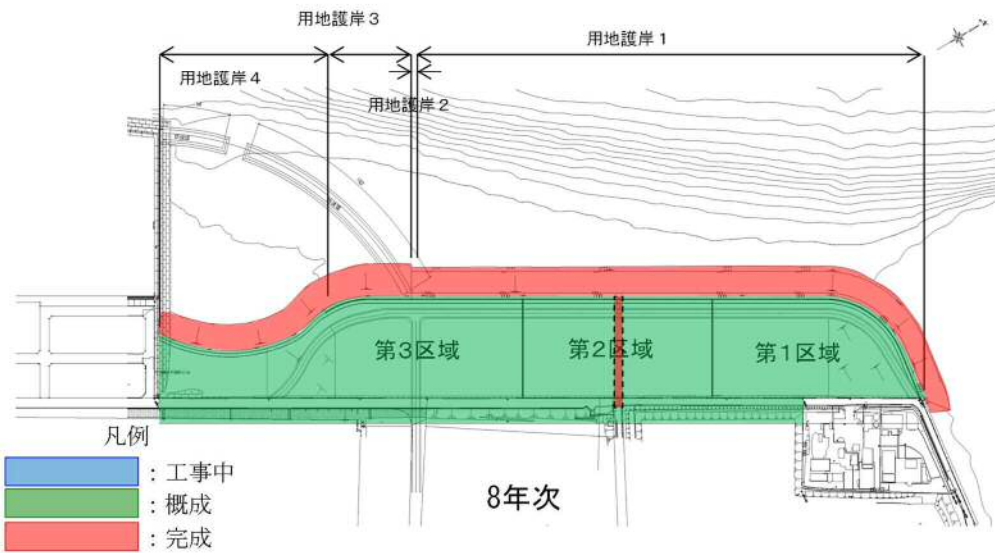 用地護岸3
用地護岸1
用地護岸4
用地護岸2
第3区域
第2区域
第1区域
凡例
：工事中
：概成
：完成
8年次